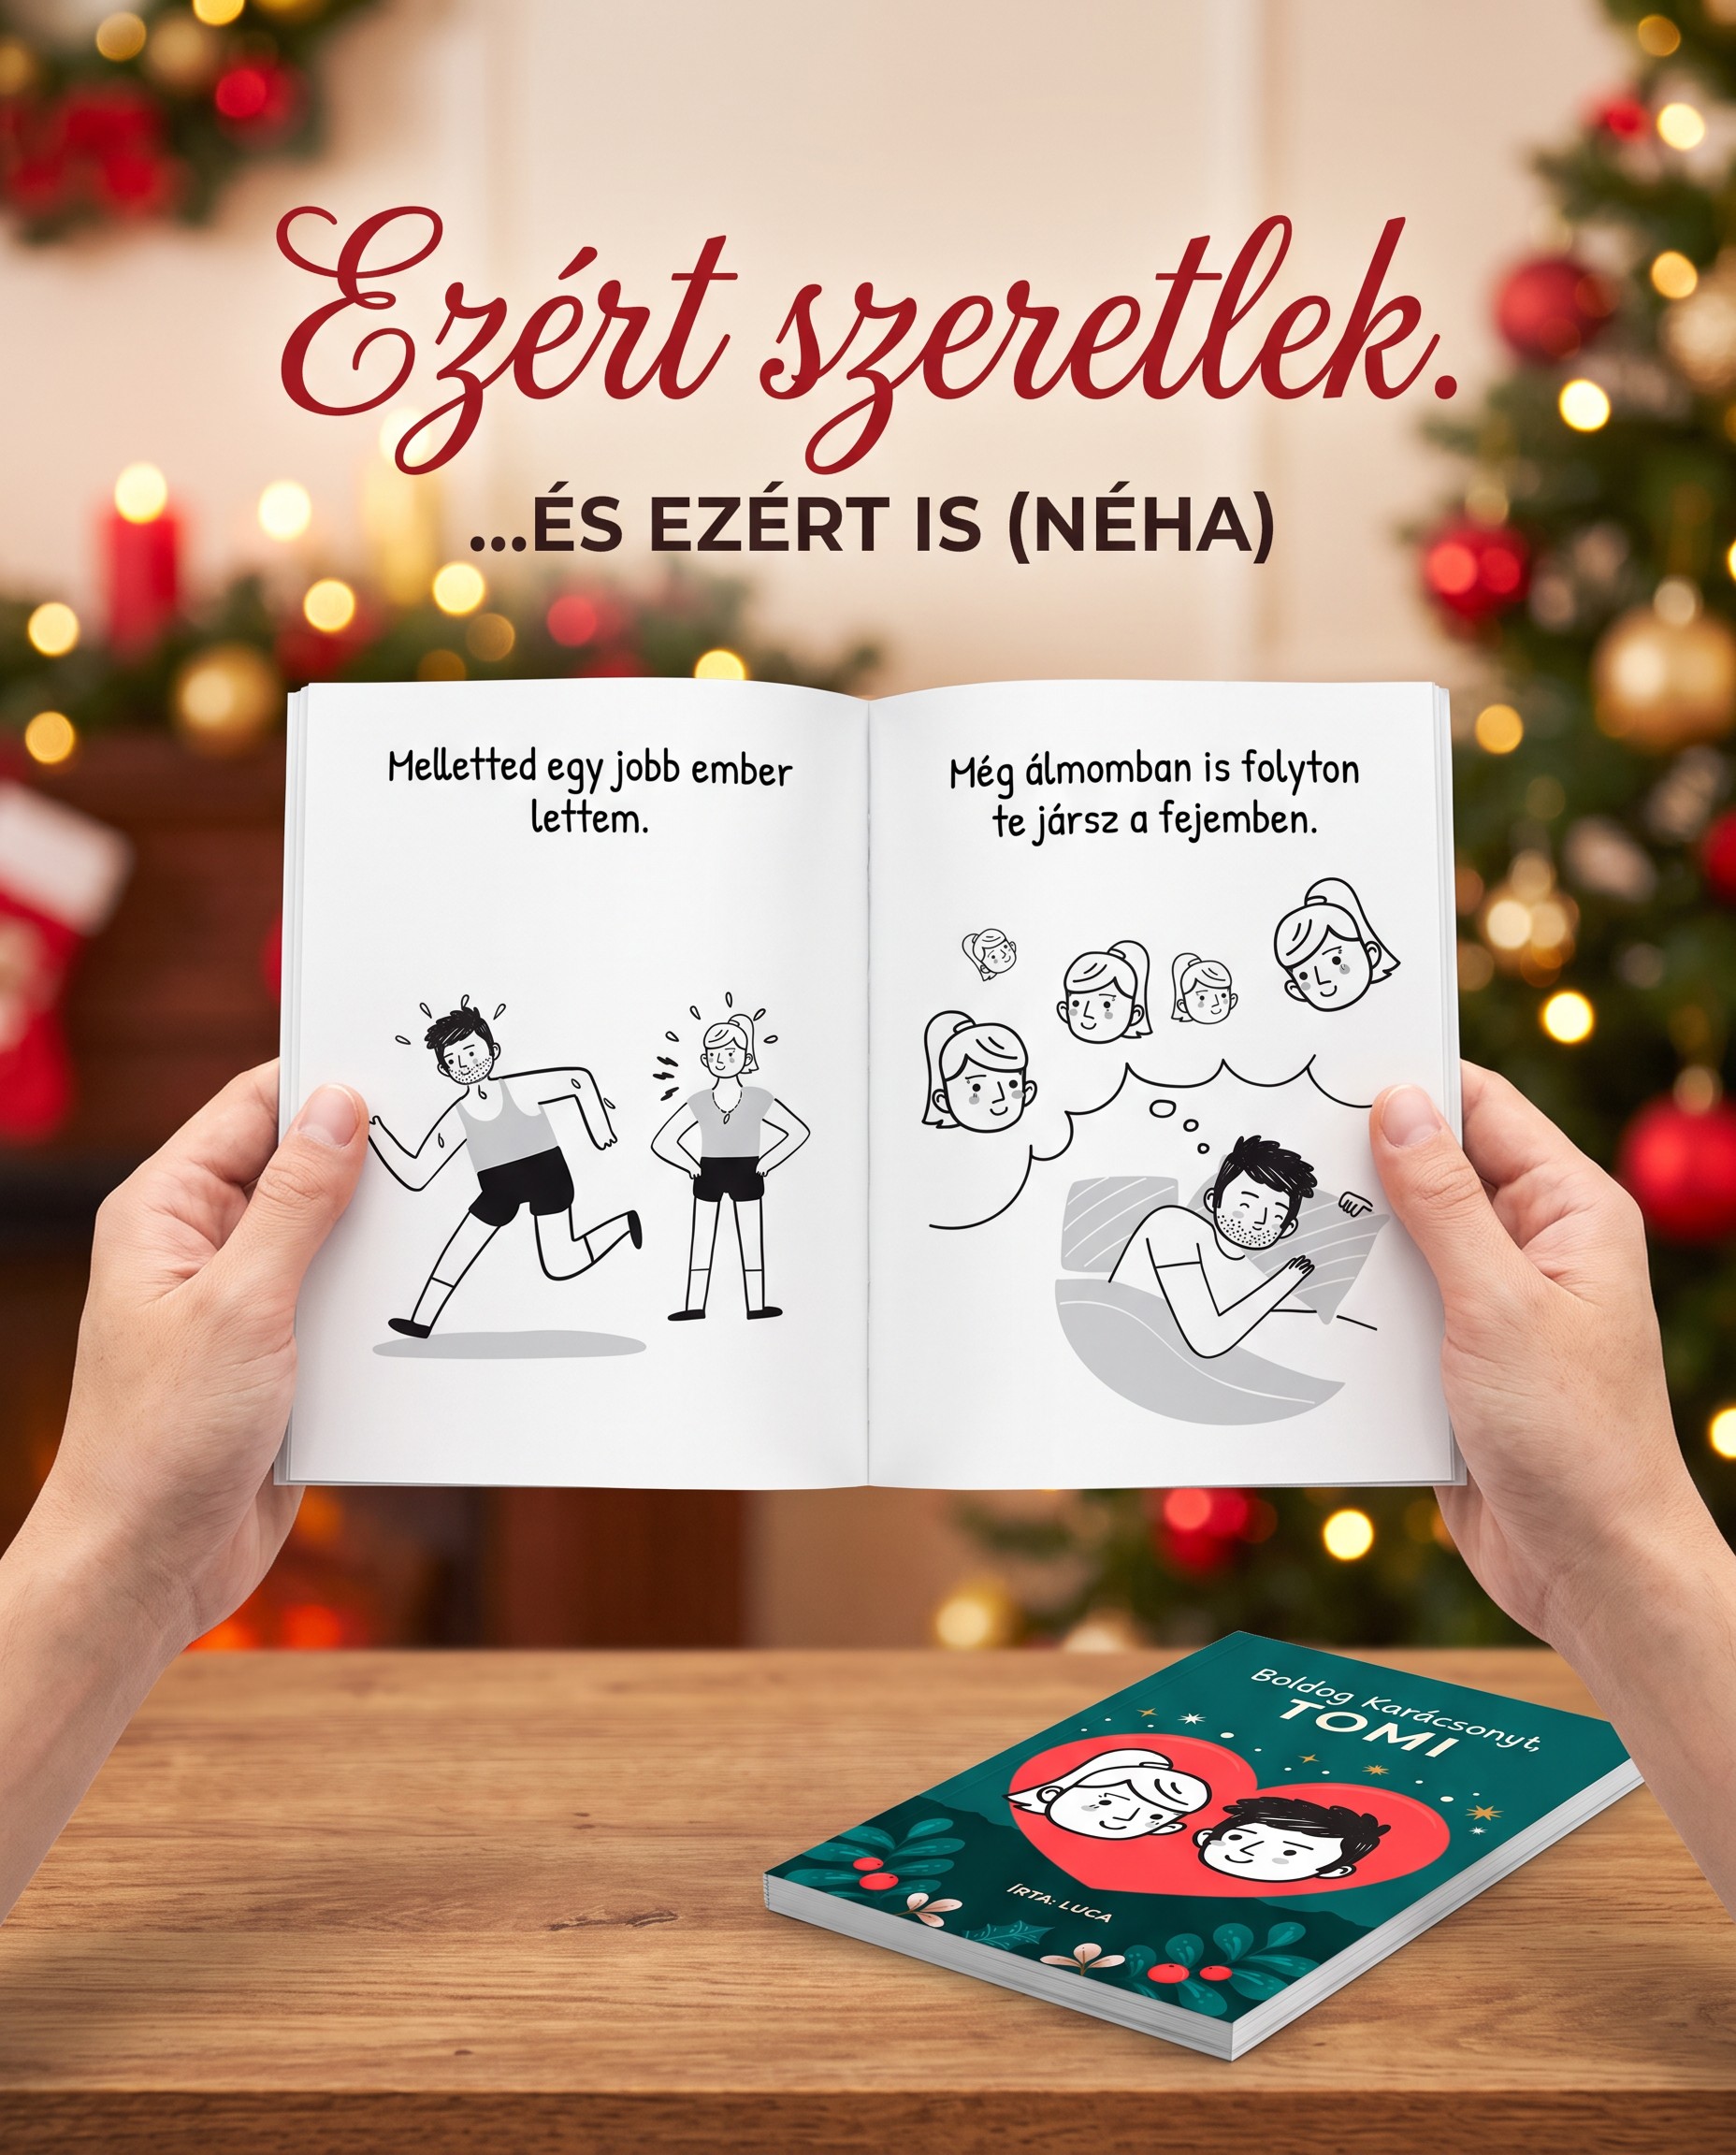 Ezért szeretlek.
...ÉS EZÉRT IS (NÉHA)
Melletted egy jobb ember
lettem.
Még álmomban is folyton
te jársz a fejemben.
Boldog Karácsonyt,
TOMI
ÍRTA: LUCA